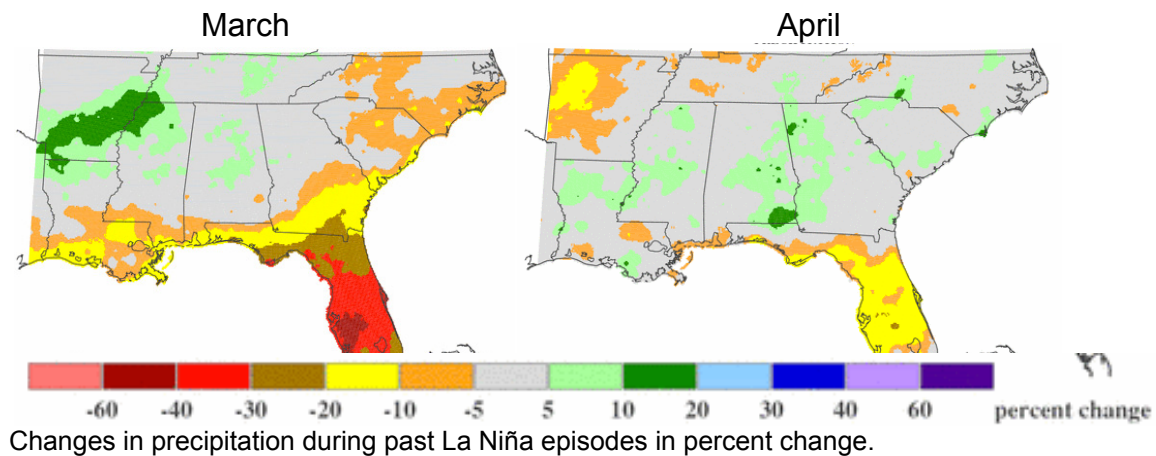 March
April
-60 -40 -30 -20 -10 -5 5 10 20 30 40 60 percent change
Changes in precipitation during past La Niña episodes in percent change.